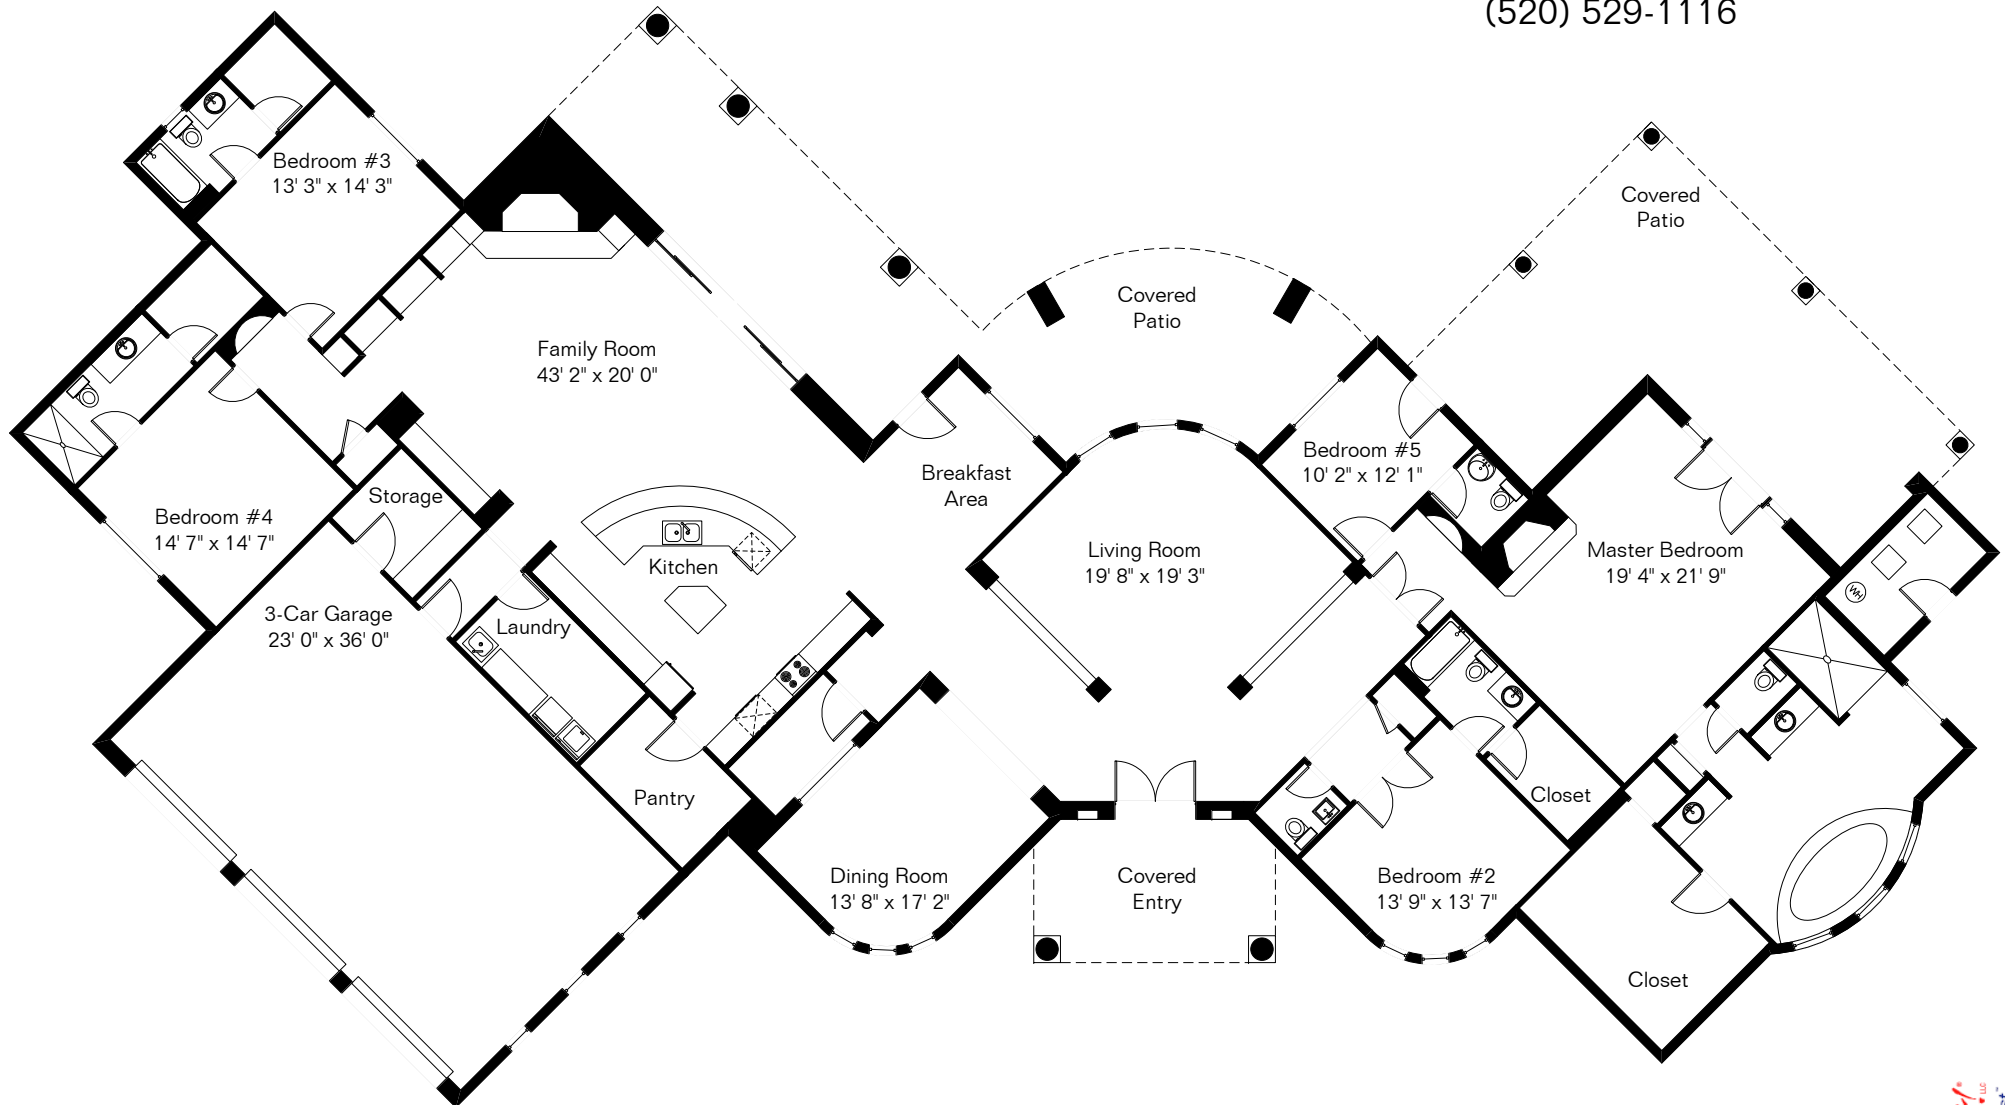 (520) 529-1116
Bedroom #3
13' 3" x 14' 3"
Covered
Patio
Covered
Patio
Family Room
43' 2" x 20' 0"
Bedroom #5
10' 2" x 12' 1"
Breakfast
Area
Storage
Bedroom #4
14' 7" x 14' 7"
Living Room
19' 8" x 19' 3"
Master Bedroom
19' 4" x 21' 9"
Kitchen
WH
3-Car Garage
23' 0" x 36' 0"
Laundry
Pantry
Closet
Dining Room
13' 8" x 17' 2"
Covered
Entry
Bedroom #2
13' 9" x 13' 7"
Closet
LLC